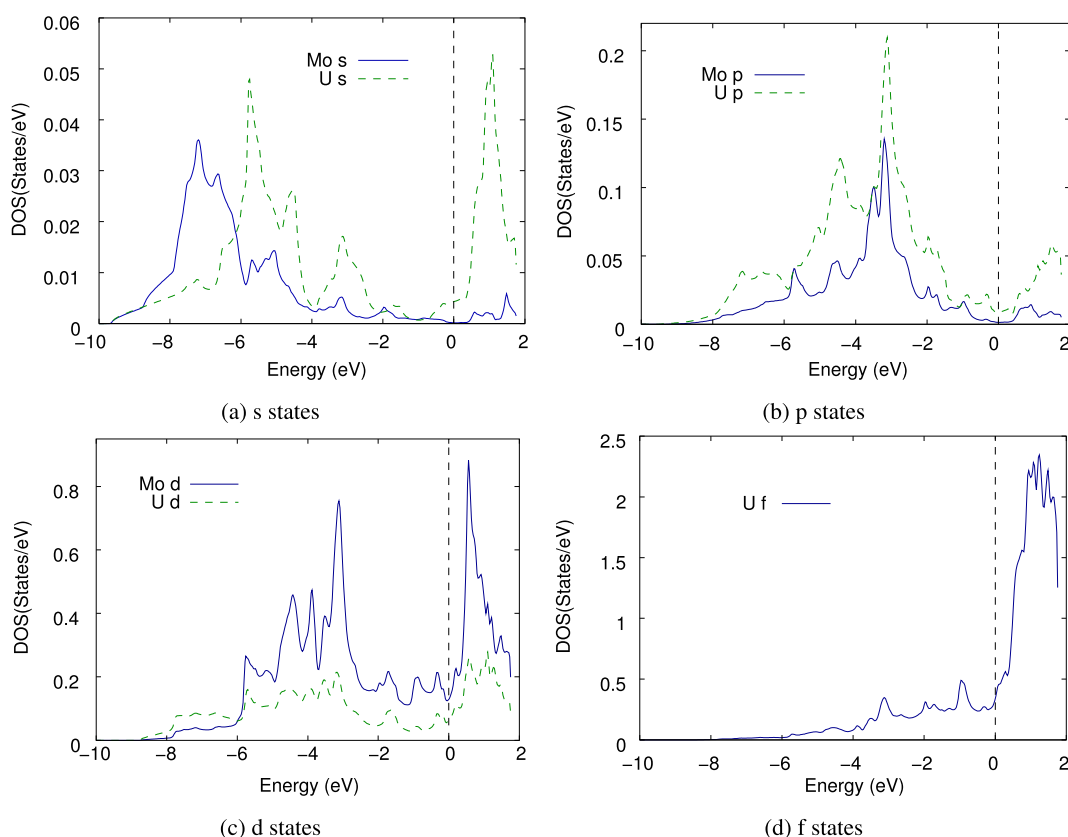 0.06
0.05
0.04
0.03
0.02
0.01
0
DOS(States/eV)
Mo s
U s
−10 −8 −6 −4 −2 0 2
Energy (eV)
(a) s states
0.2
0.15
0.1
0.05
0
DOS(States/eV)
Mo p
U p
−10 −8 −6 −4 −2 0 2
Energy (eV)
(b) p states
0.8
0.6
0.4
0.2
0
DOS(States/eV)
Mo d
U d
−10 −8 −6 −4 −2 0 2
Energy (eV)
(c) d states
2.5
2
1.5
1
0.5
0
DOS(States/eV)
U f
−10 −8 −6 −4 −2 0 2
Energy (eV)
(d) f states